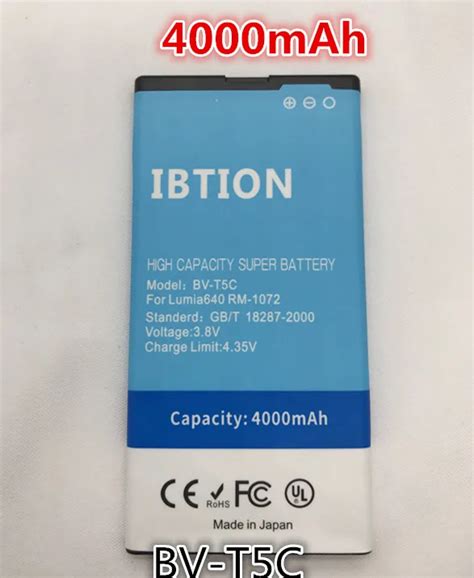 4000mAh
IBTION
HIGH CAPACITY SUPER BATTERY
Model: BV-T5C
For Lumia640 RM-1072
Standerd: GB/T 18287-2000
Voltage:3.8V
Charge Limit:4.35V
Capacity: 4000mAh
CE RoHS FC UL
Made in Japan
BV-T5C